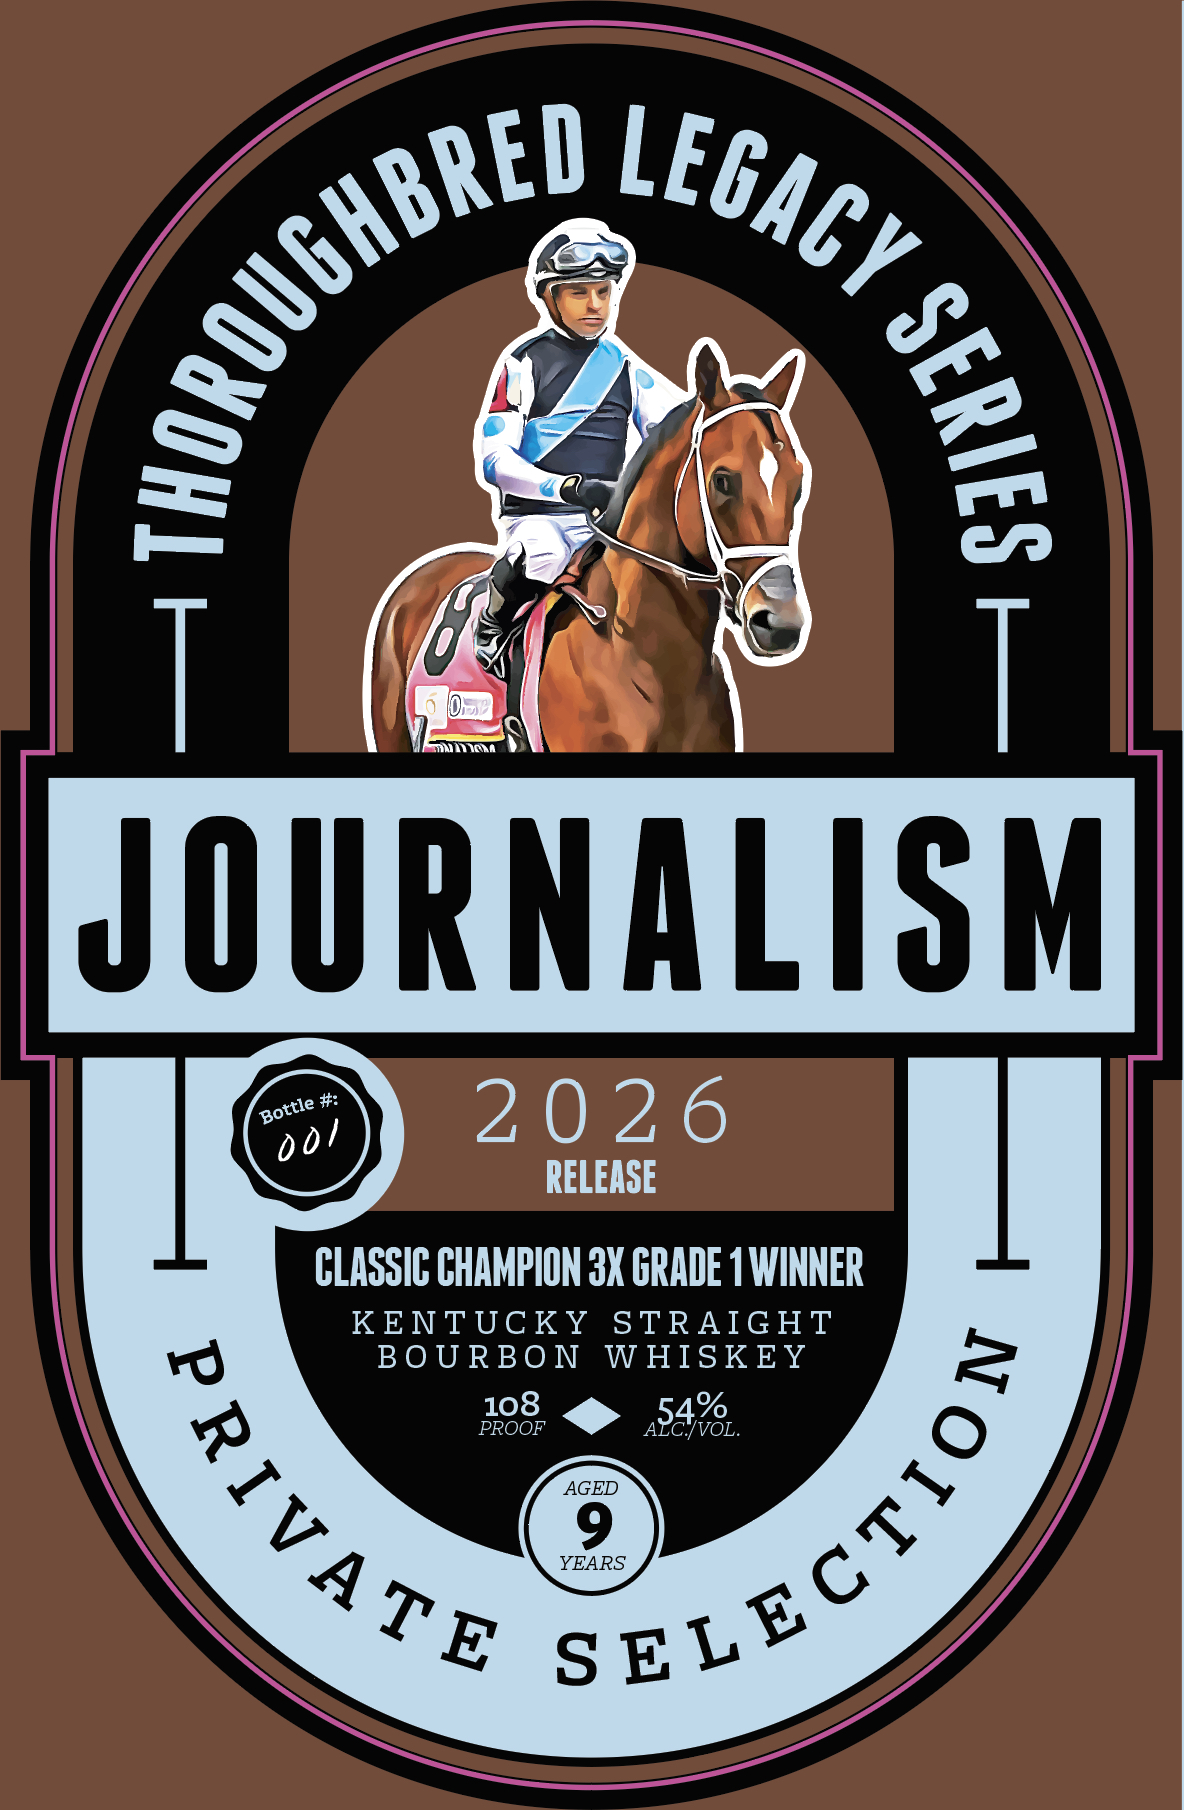 THOROUGHBRED LEGACY SERIES
8
JOURNALISM
Bottle #:
001
2026
RELEASE
CLASSIC CHAMPION 3X GRADE 1 WINNER
KENTUCKY STRAIGHT
BOURBON WHISKEY
108
PROOF
54%
ALC./VOL.
AGED
9
YEARS
PRIVATE SELECTION